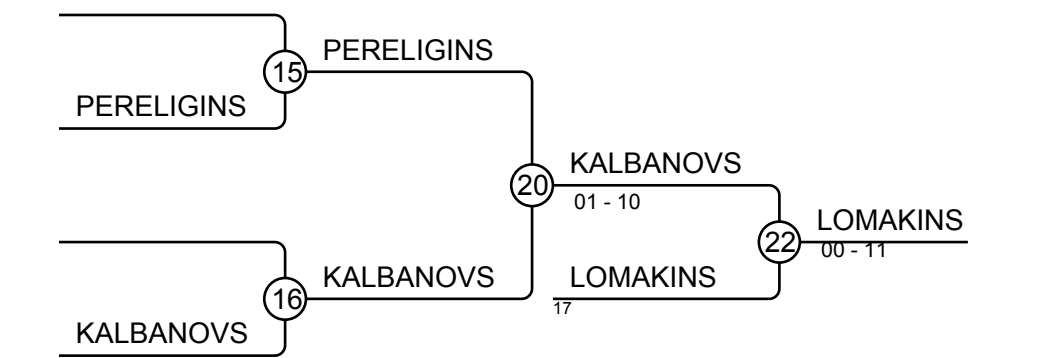 PERELIGINS
15
PERELIGINS
KALBANOVS
20
01 - 10
LOMAKINS
22
00 - 11
KALBANOVS
LOMAKINS
16
17
KALBANOVS